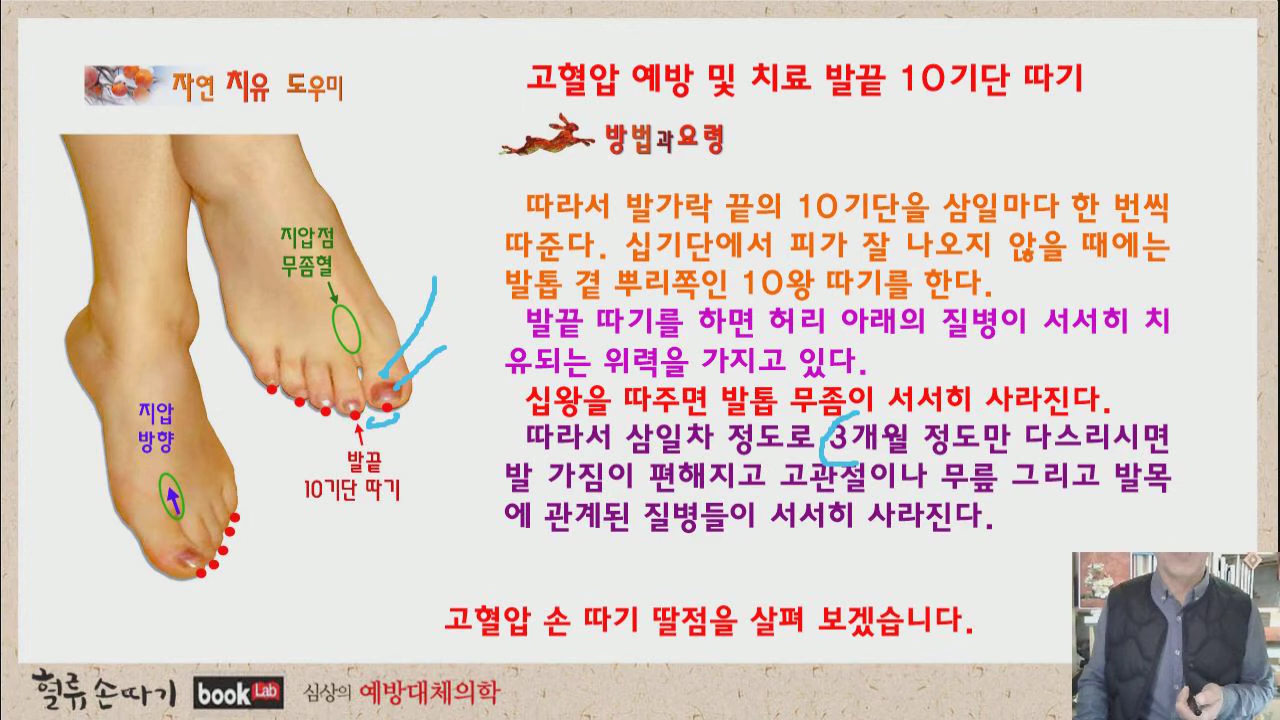 자연 치유 도우미
고혈압 예방 및 치료 발끝 10기단 따기
방법과요령
따라서 발가락 끝의 10기단을 삼일마다 한 번씩
따준다. 십기단에서 피가 잘 나오지 않을 때에는
발톱 곁 뿌리쪽인 10왕 따기를 한다.
발끝 따기를 하면 허리 아래의 질병이 서서히 치
유되는 위력을 가지고 있다.
십왕을 따주면 발톱 무좀이 서서히 사라진다.
따라서 삼일차 정도로 3개월 정도만 다스리시면
발 가짐이 편해지고 고관절이나 무릎 그리고 발목
에 관계된 질병들이 서서히 사라진다.
지압점
무좀혈
지압
방향
발끝
10기단 따기
고혈압 손 따기 딸점을 살펴 보겠습니다.
혈류 손따기
book Lab
심상의 예방대체의학